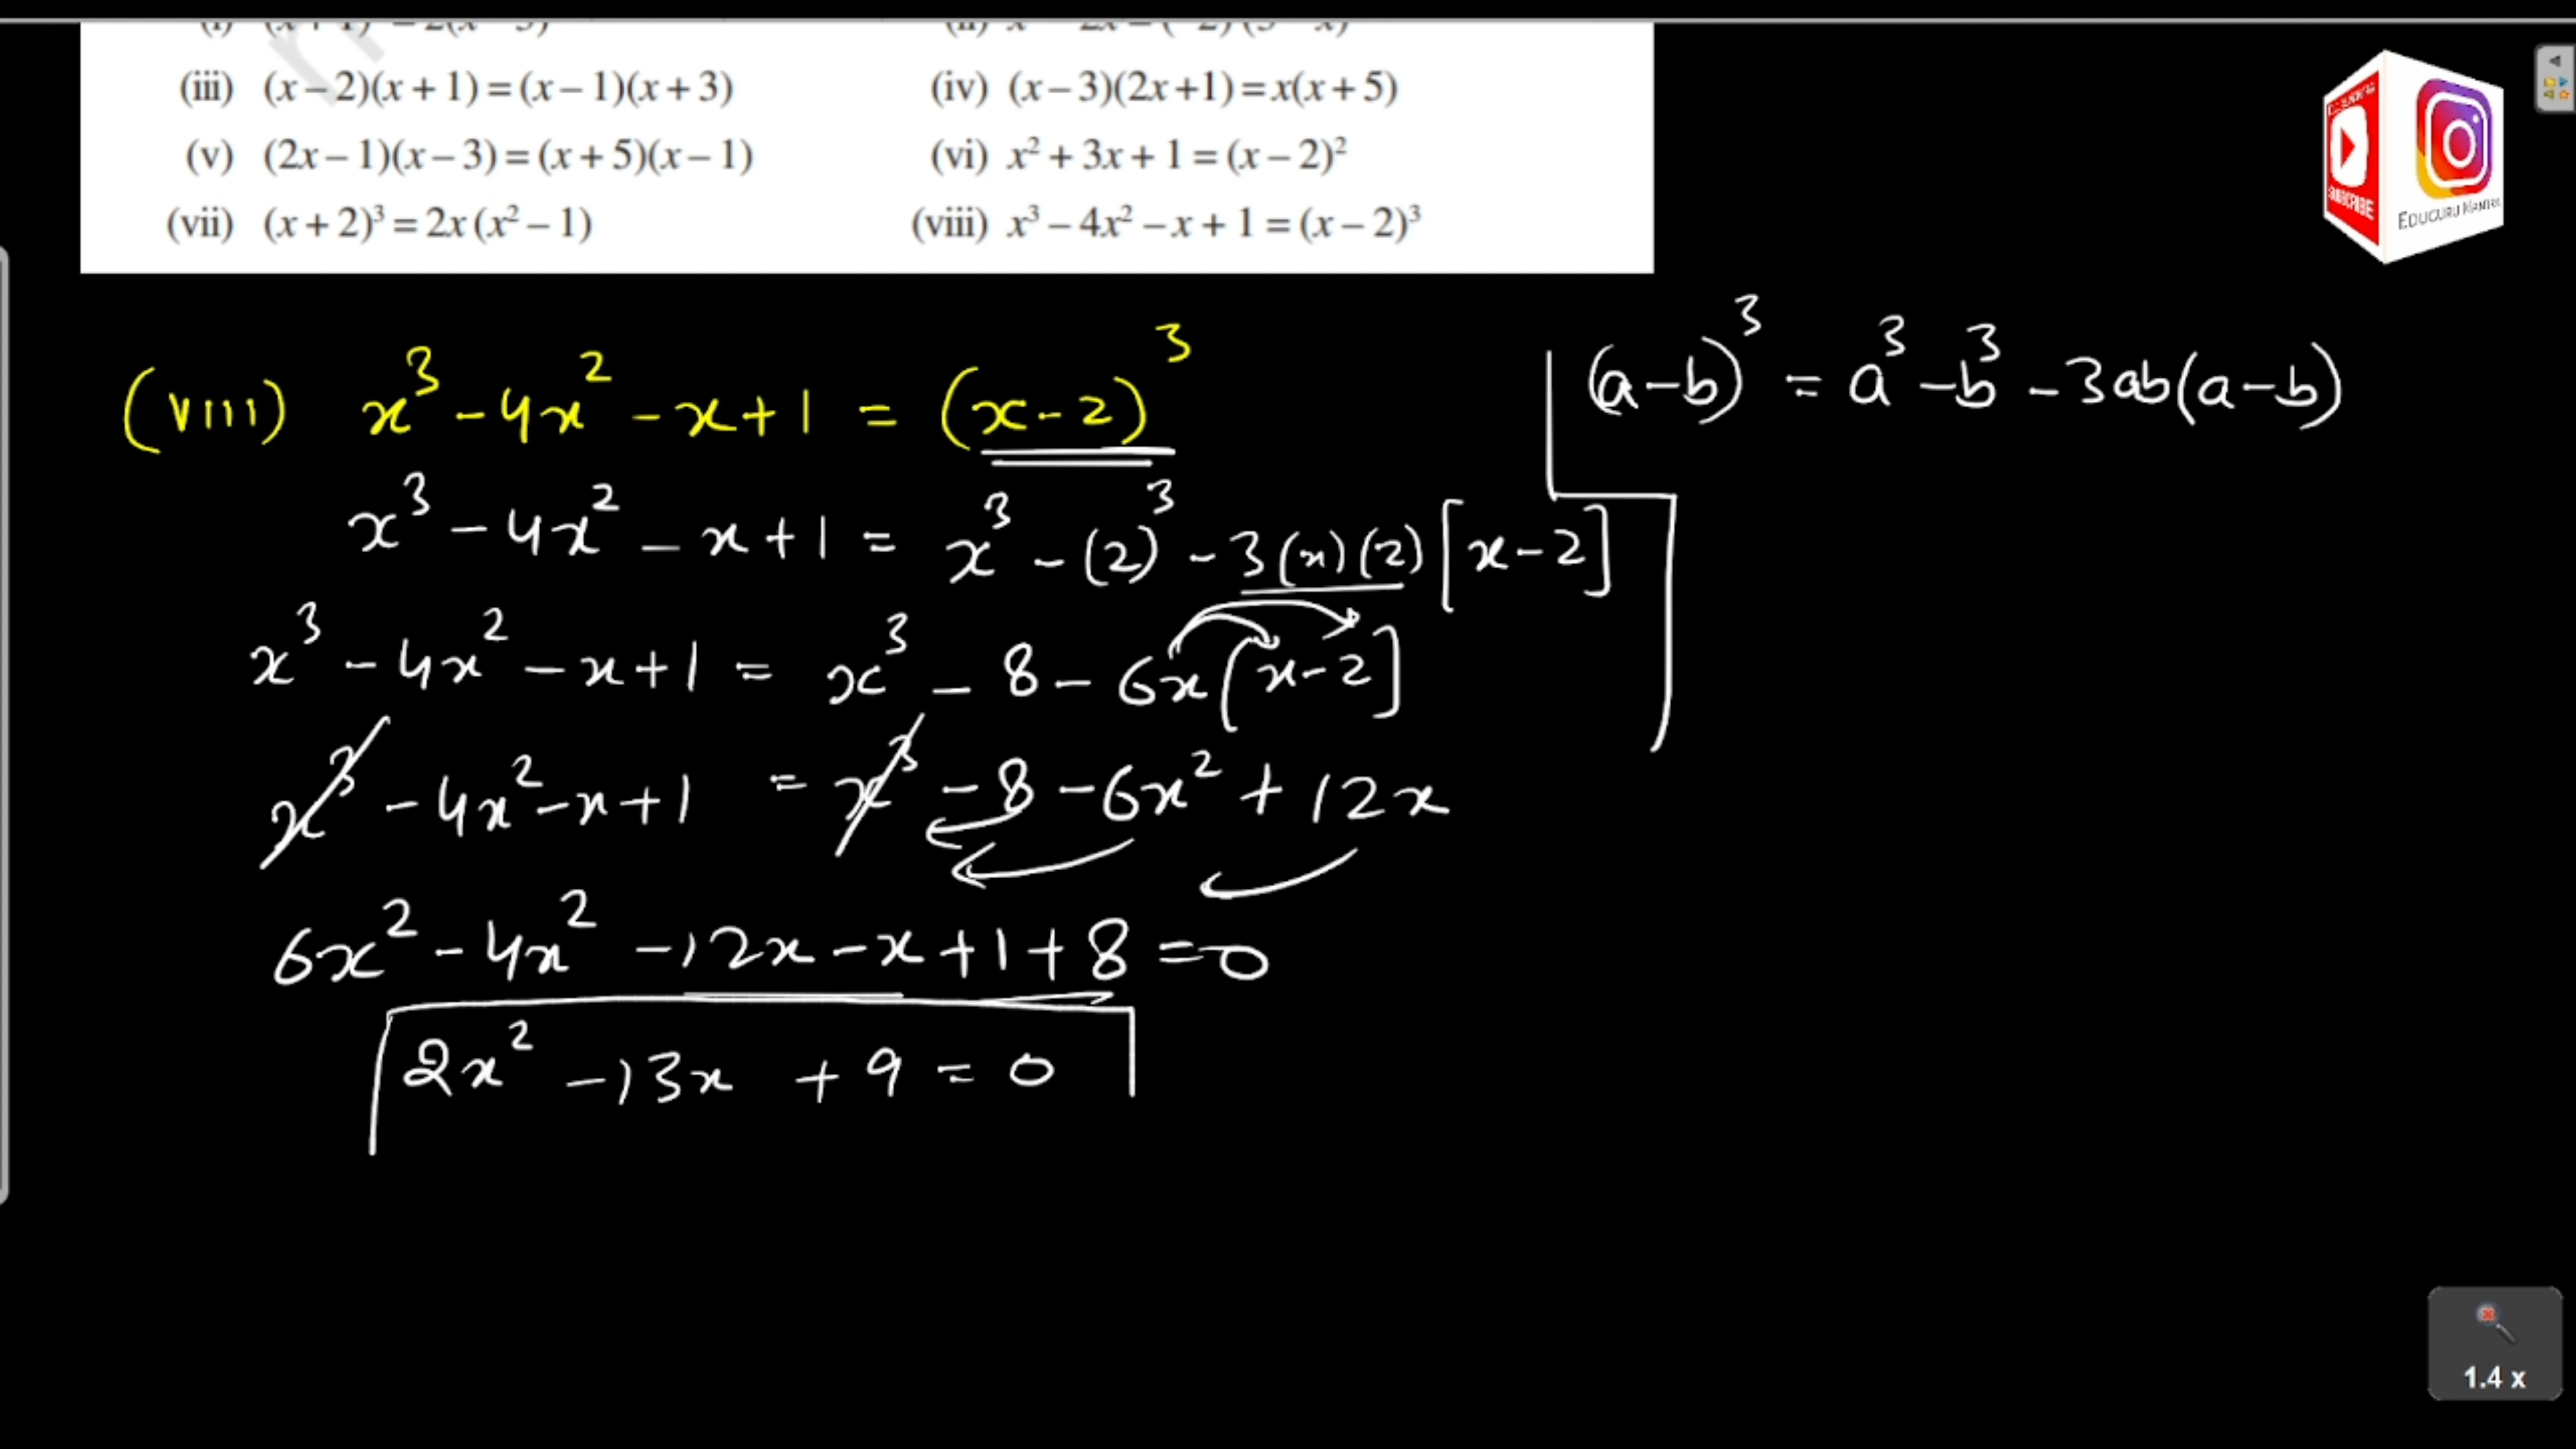 (iii) (x – 2)(x + 1) = (x – 1)(x + 3)
(iv) (x – 3)(2x +1) = x(x + 5)
(v) (2x – 1)(x – 3) = (x + 5)(x – 1)
(vi) x² + 3x + 1 = (x – 2)²
(vii) (x + 2)³ = 2x (x² – 1)
(viii) x³ – 4x² – x + 1 = (x – 2)³
SUBSCRIBE
EDUGURU MANTRA
(viii) x³ - 4x² - x + 1 = (x - 2)³
(a-b)³ = a³ - b³ - 3ab(a-b)
x³ - 4x² - x + 1 = x³ - (2)³ - 3(x)(2)[x-2]
x³ - 4x² - x + 1 = x³ - 8 - 6x[x-2]
x³ - 4x² - x + 1 = x³ - 8 - 6x² + 12x
6x² - 4x² - 12x - x + 1 + 8 = 0
2x² - 13x + 9 = 0
1.4 x